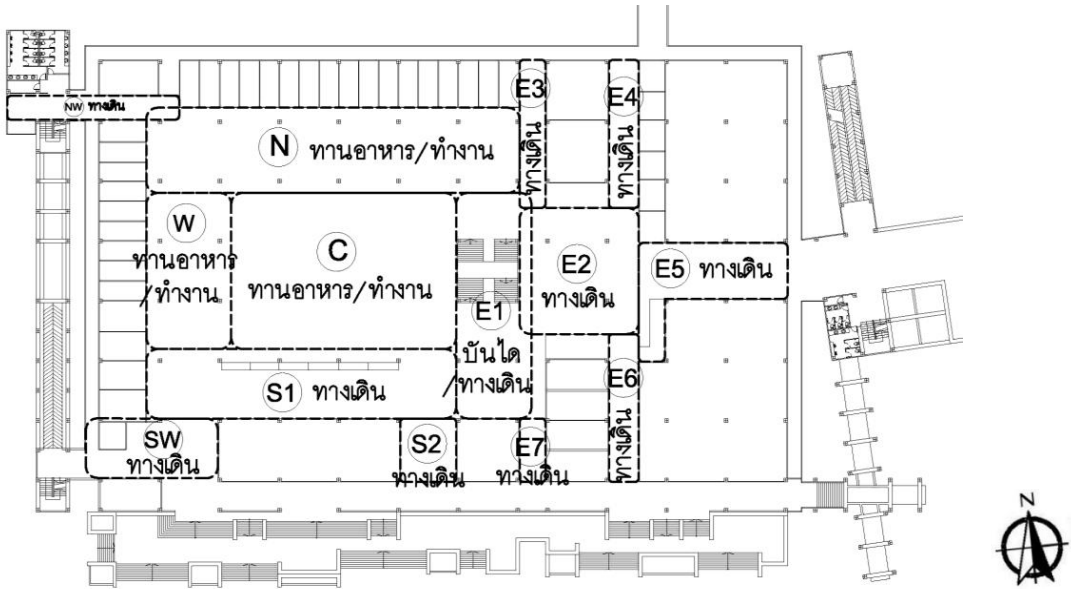 NW ทางเดิน
E3
ทางเดิน
E4
ทางเดิน
N ทานอาหาร/ทำงาน
W
ทานอาหาร
/ทำงาน
C
ทานอาหาร/ทำงาน
E2
ทางเดิน
E5 ทางเดิน
E1
บันได
/ทางเดิน
S1 ทางเดิน
E6
ทางเดิน
SW
ทางเดิน
S2
ทางเดิน
E7
ทางเดิน
N